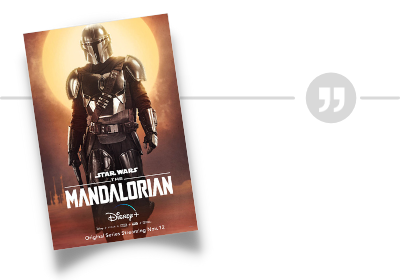 STAR WARS
THE
MANDALORIAN
Disney+
Original Series Streaming Nov. 12